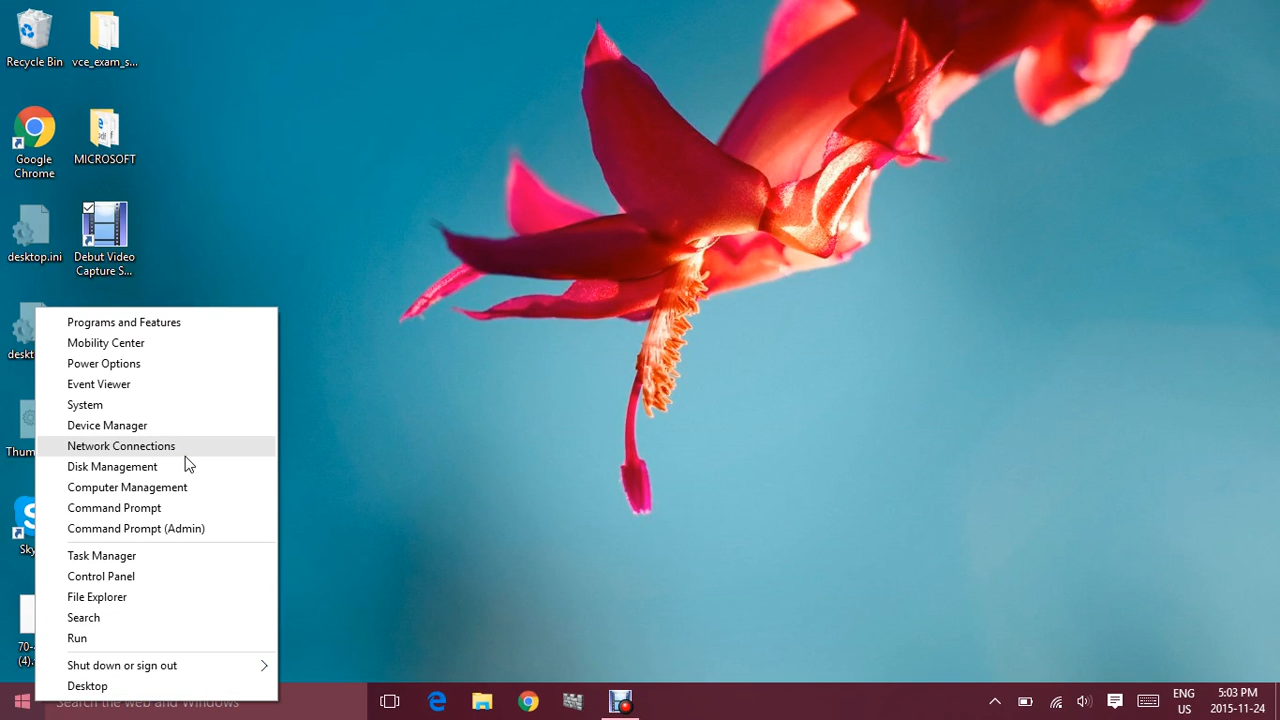 Recycle Bin
vce_exam_s...
Google
Chrome
MICROSOFT
desktop.ini
Debut Video
Capture S...
Programs and Features
Mobility Center
Power Options
Event Viewer
System
Device Manager
Network Connections
Disk Management
Computer Management
Command Prompt
Command Prompt (Admin)
Task Manager
Control Panel
File Explorer
Search
Run
Shut down or sign out
Desktop
deskt
Thum
Sky
70-
(4).
Search the web and Windows
ENG
US
5:03 PM
2015-11-24